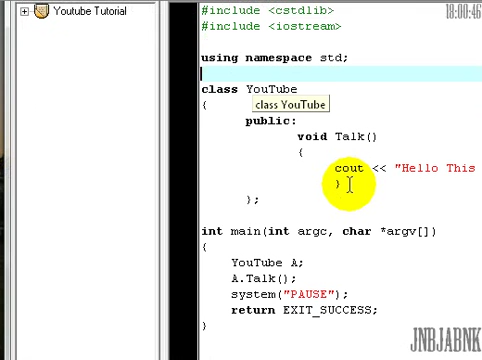 Youtube Tutorial
18:00:46
#include <cstdlib>
#include <iostream>
using namespace std;
class YouTube
{
class YouTube
public:
void Talk()
{
cout << "Hello This
}
);
int main(int argc, char *argv[])
{
YouTube A;
A.Talk();
system("PAUSE");
return EXIT_SUCCESS;
}
JNBJABNK